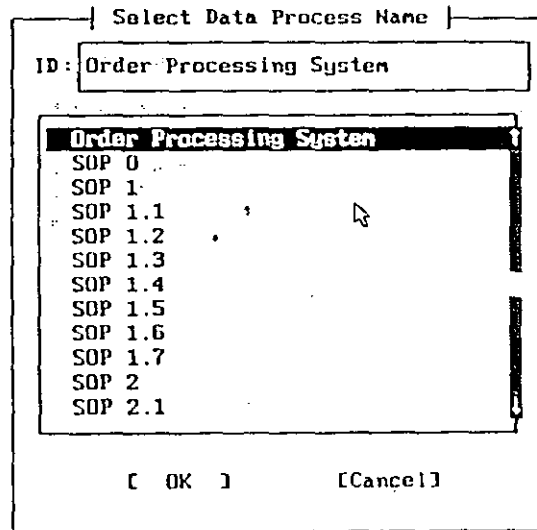 Select Data Process Name
ID: Order Processing System
Order Processing System
SOP 0
SOP 1
SOP 1.1
SOP 1.2
SOP 1.3
SOP 1.4
SOP 1.5
SOP 1.6
SOP 1.7
SOP 2
SOP 2.1
[ OK ] [Cancel]